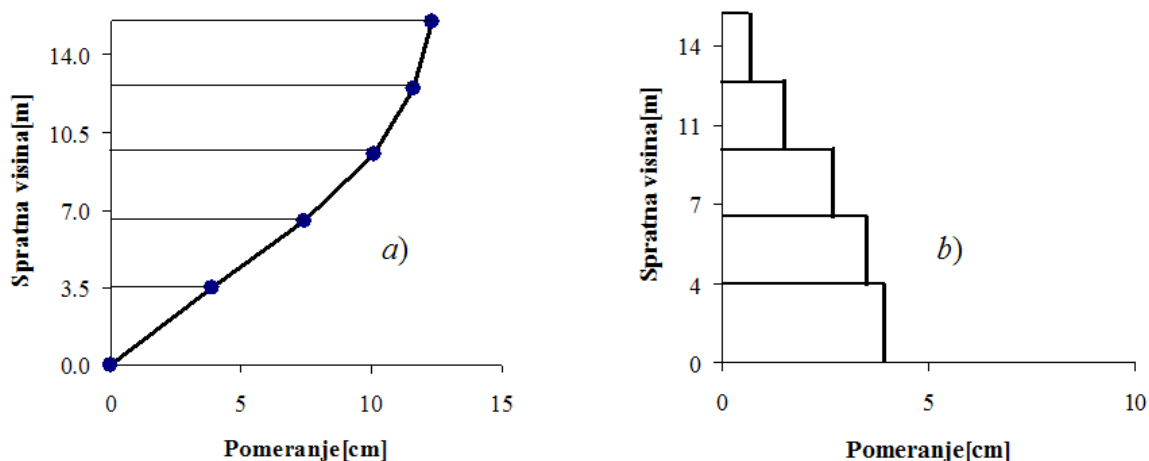 Spratna visina[m]
14.0
10.5
7.0
3.5
0.0
0 5 10 15
Pomeranje[cm]
a)
Spratna visina[m]
14
11
7
4
0
0 5 10
Pomeranje[cm]
b)